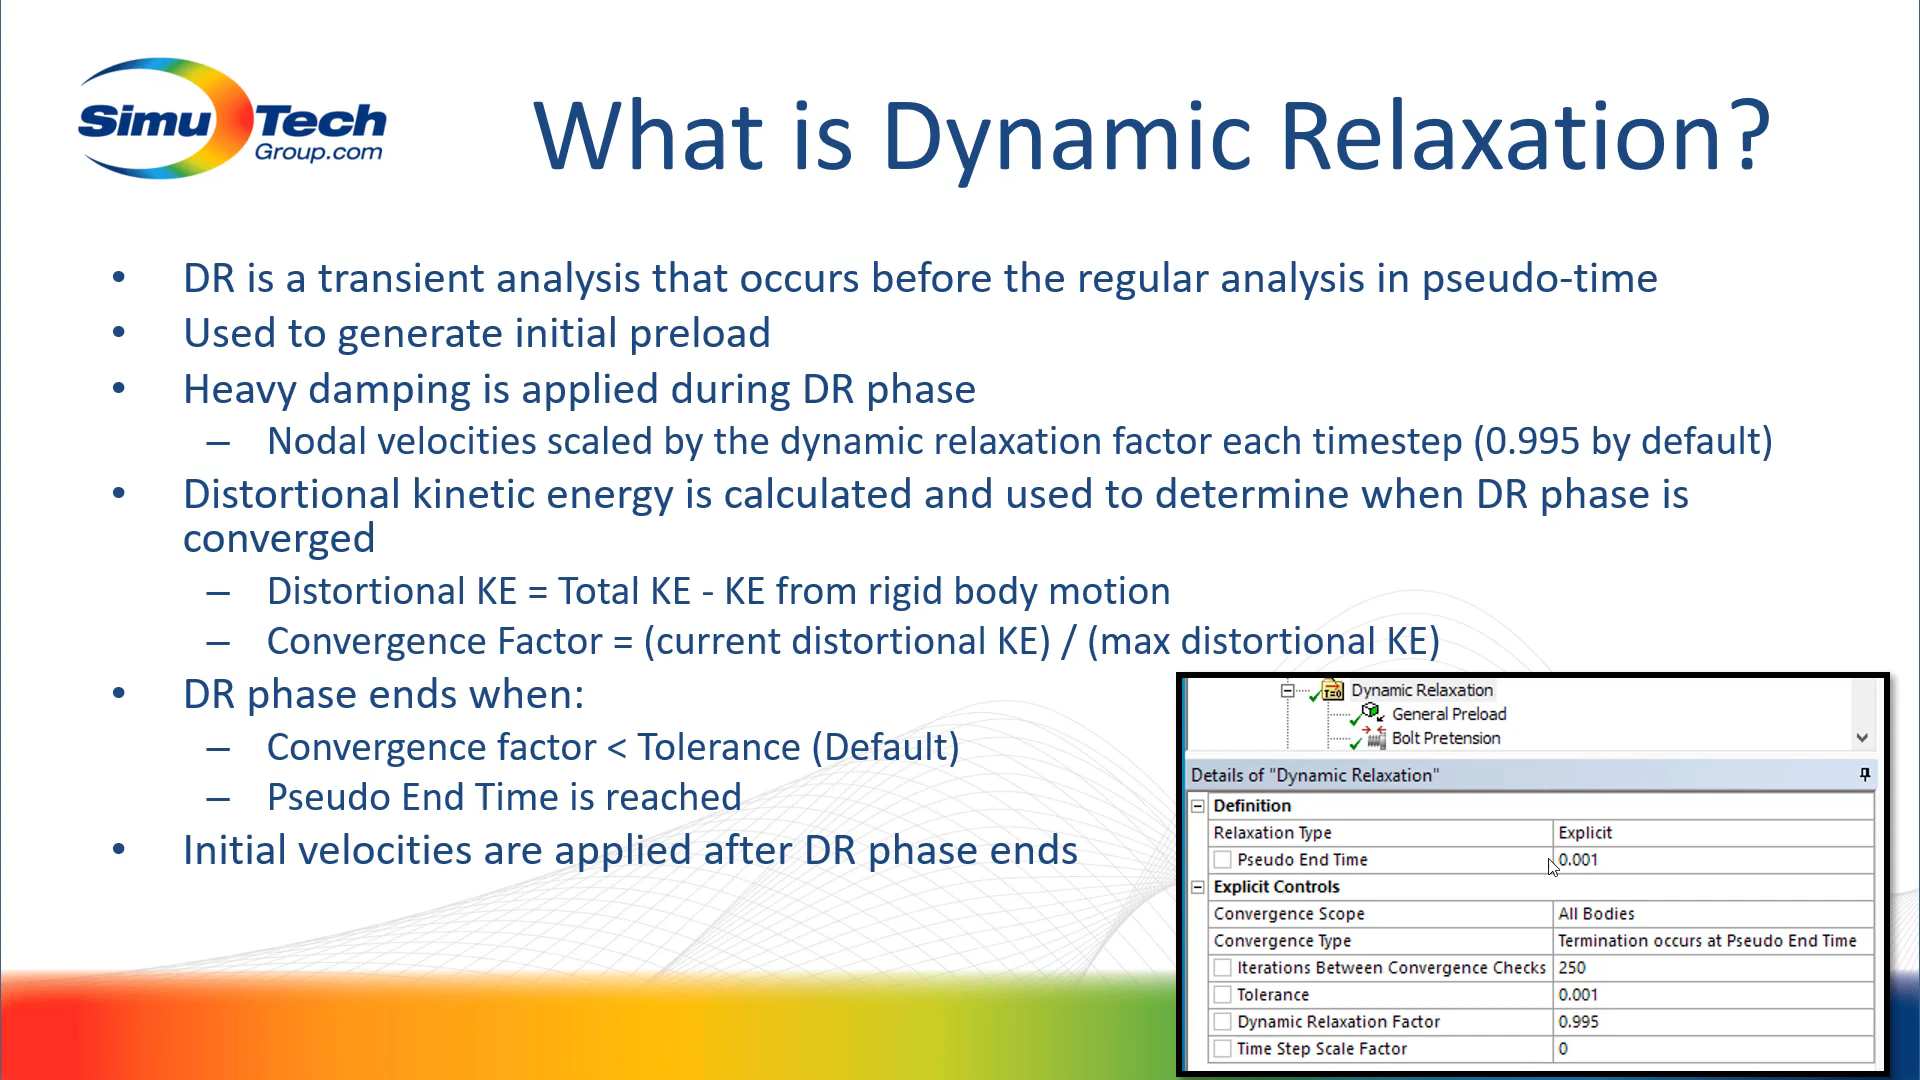 Simu Tech
Group.com
What is Dynamic Relaxation?
• DR is a transient analysis that occurs before the regular analysis in pseudo-time
• Used to generate initial preload
• Heavy damping is applied during DR phase
– Nodal velocities scaled by the dynamic relaxation factor each timestep (0.995 by default)
• Distortional kinetic energy is calculated and used to determine when DR phase is
converged
– Distortional KE = Total KE - KE from rigid body motion
– Convergence Factor = (current distortional KE) / (max distortional KE)
• DR phase ends when:
– Convergence factor < Tolerance (Default)
– Pseudo End Time is reached
• Initial velocities are applied after DR phase ends
T=0 Dynamic Relaxation
General Preload
Bolt Pretension
Details of "Dynamic Relaxation"
Definition
Relaxation Type Explicit
Pseudo End Time 0.001
Explicit Controls
Convergence Scope All Bodies
Convergence Type Termination occurs at Pseudo End Time
Iterations Between Convergence Checks 250
Tolerance 0.001
Dynamic Relaxation Factor 0.995
Time Step Scale Factor 0